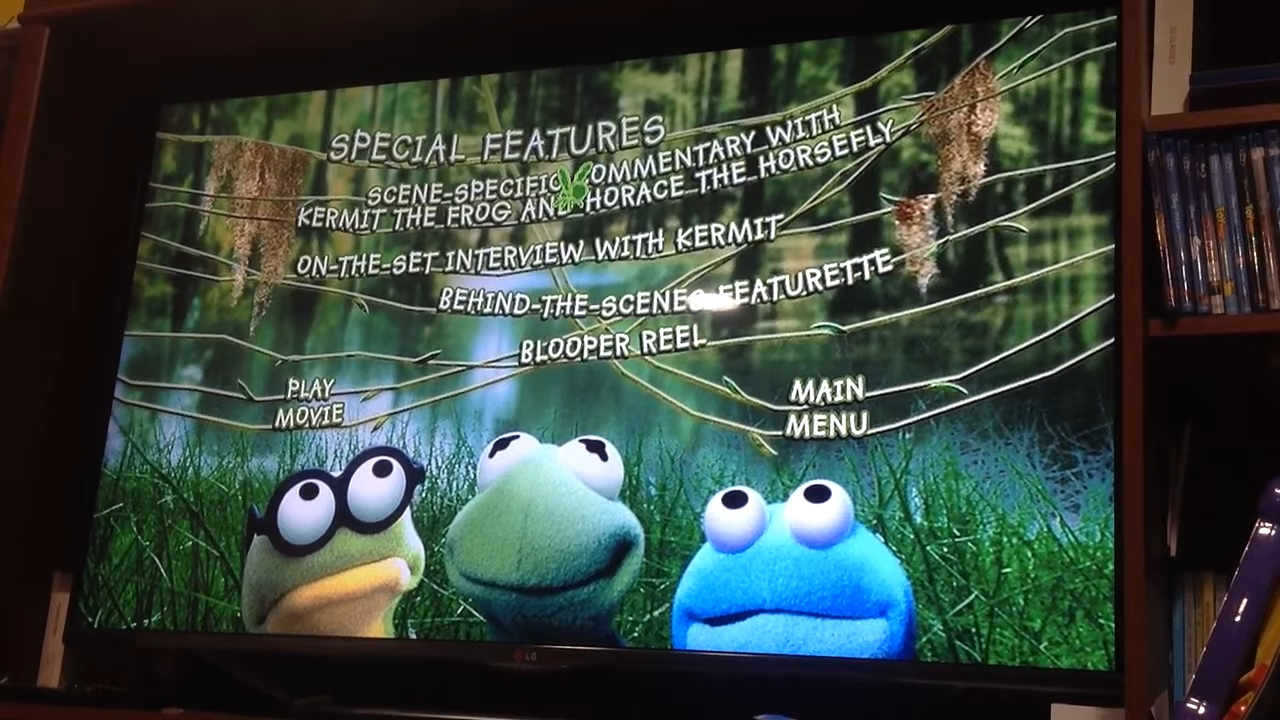 SPECIAL FEATURES
SCENE-SPECIFIC COMMENTARY WITH
KERMIT THE FROG AND HORACE THE HORSEFLY
ON-THE-SET INTERVIEW WITH KERMIT
BEHIND-THE-SCENES FEATURETTE
BLOOPER REEL
PLAY
MOVIE
MAIN
MENU
LG